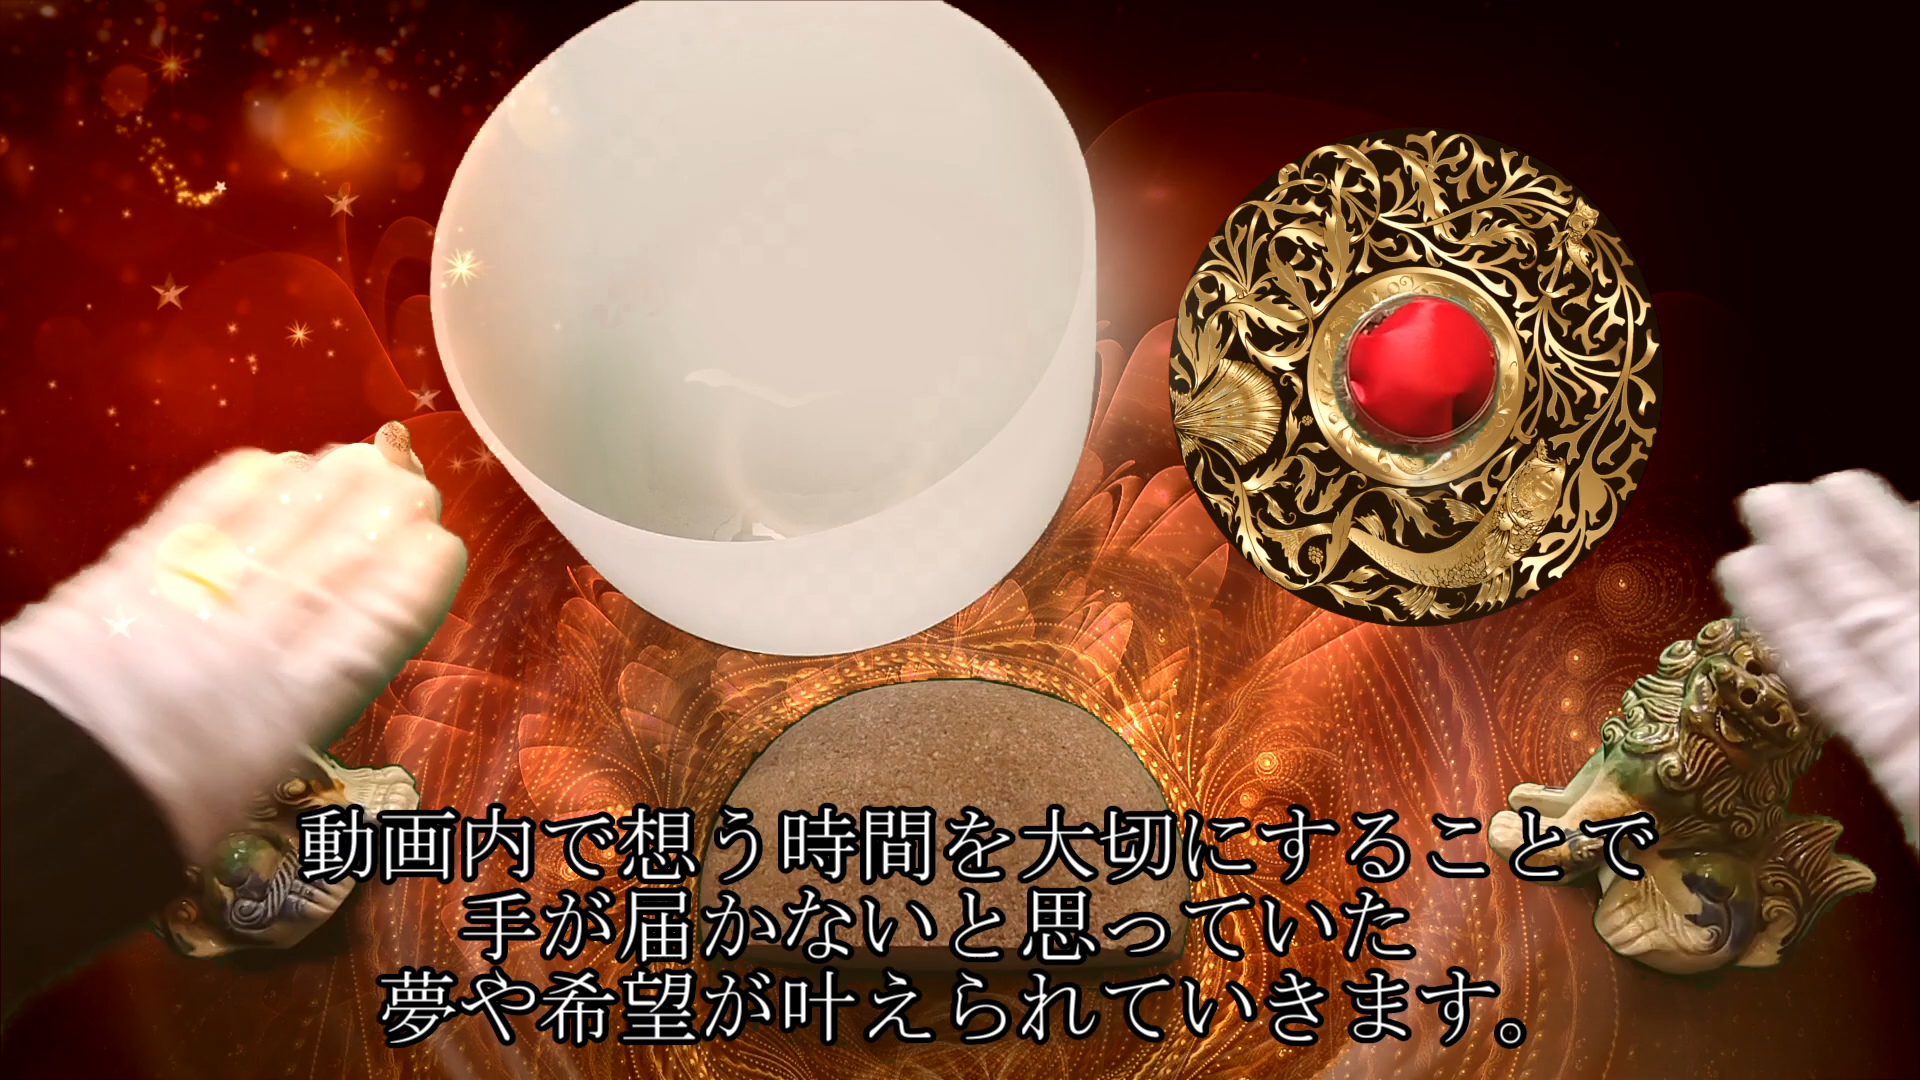 動画内で想う時間を大切にすることで
手が届かないと思っていた
夢や希望が叶えられていきます。